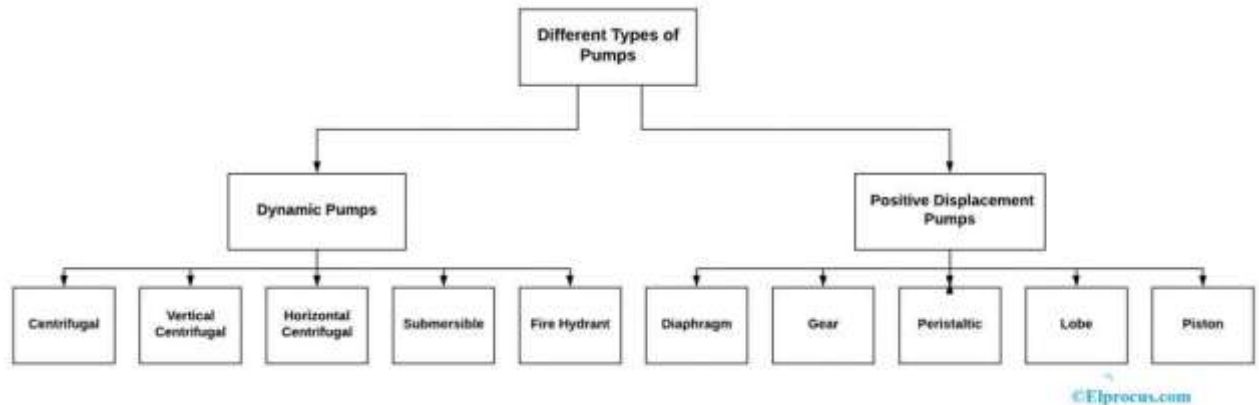 Different Types of
Pumps
Dynamic Pumps
Positive Displacement
Pumps
Centrifugal
Vertical
Centrifugal
Horizontal
Centrifugal
Submersible
Fire Hydrant
Diaphragm
Gear
Peristaltic
Lobe
Piston
©Elprocus.com